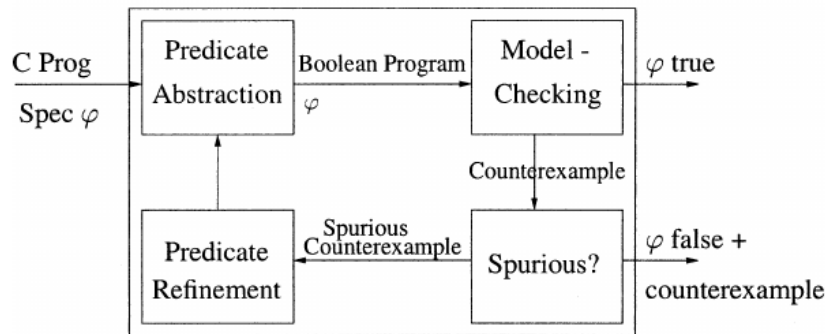 C Prog
Spec φ
Predicate
Abstraction
Boolean Program
φ
Model -
Checking
φ true
Counterexample
Spurious?
φ false +
counterexample
Spurious
Counterexample
Predicate
Refinement